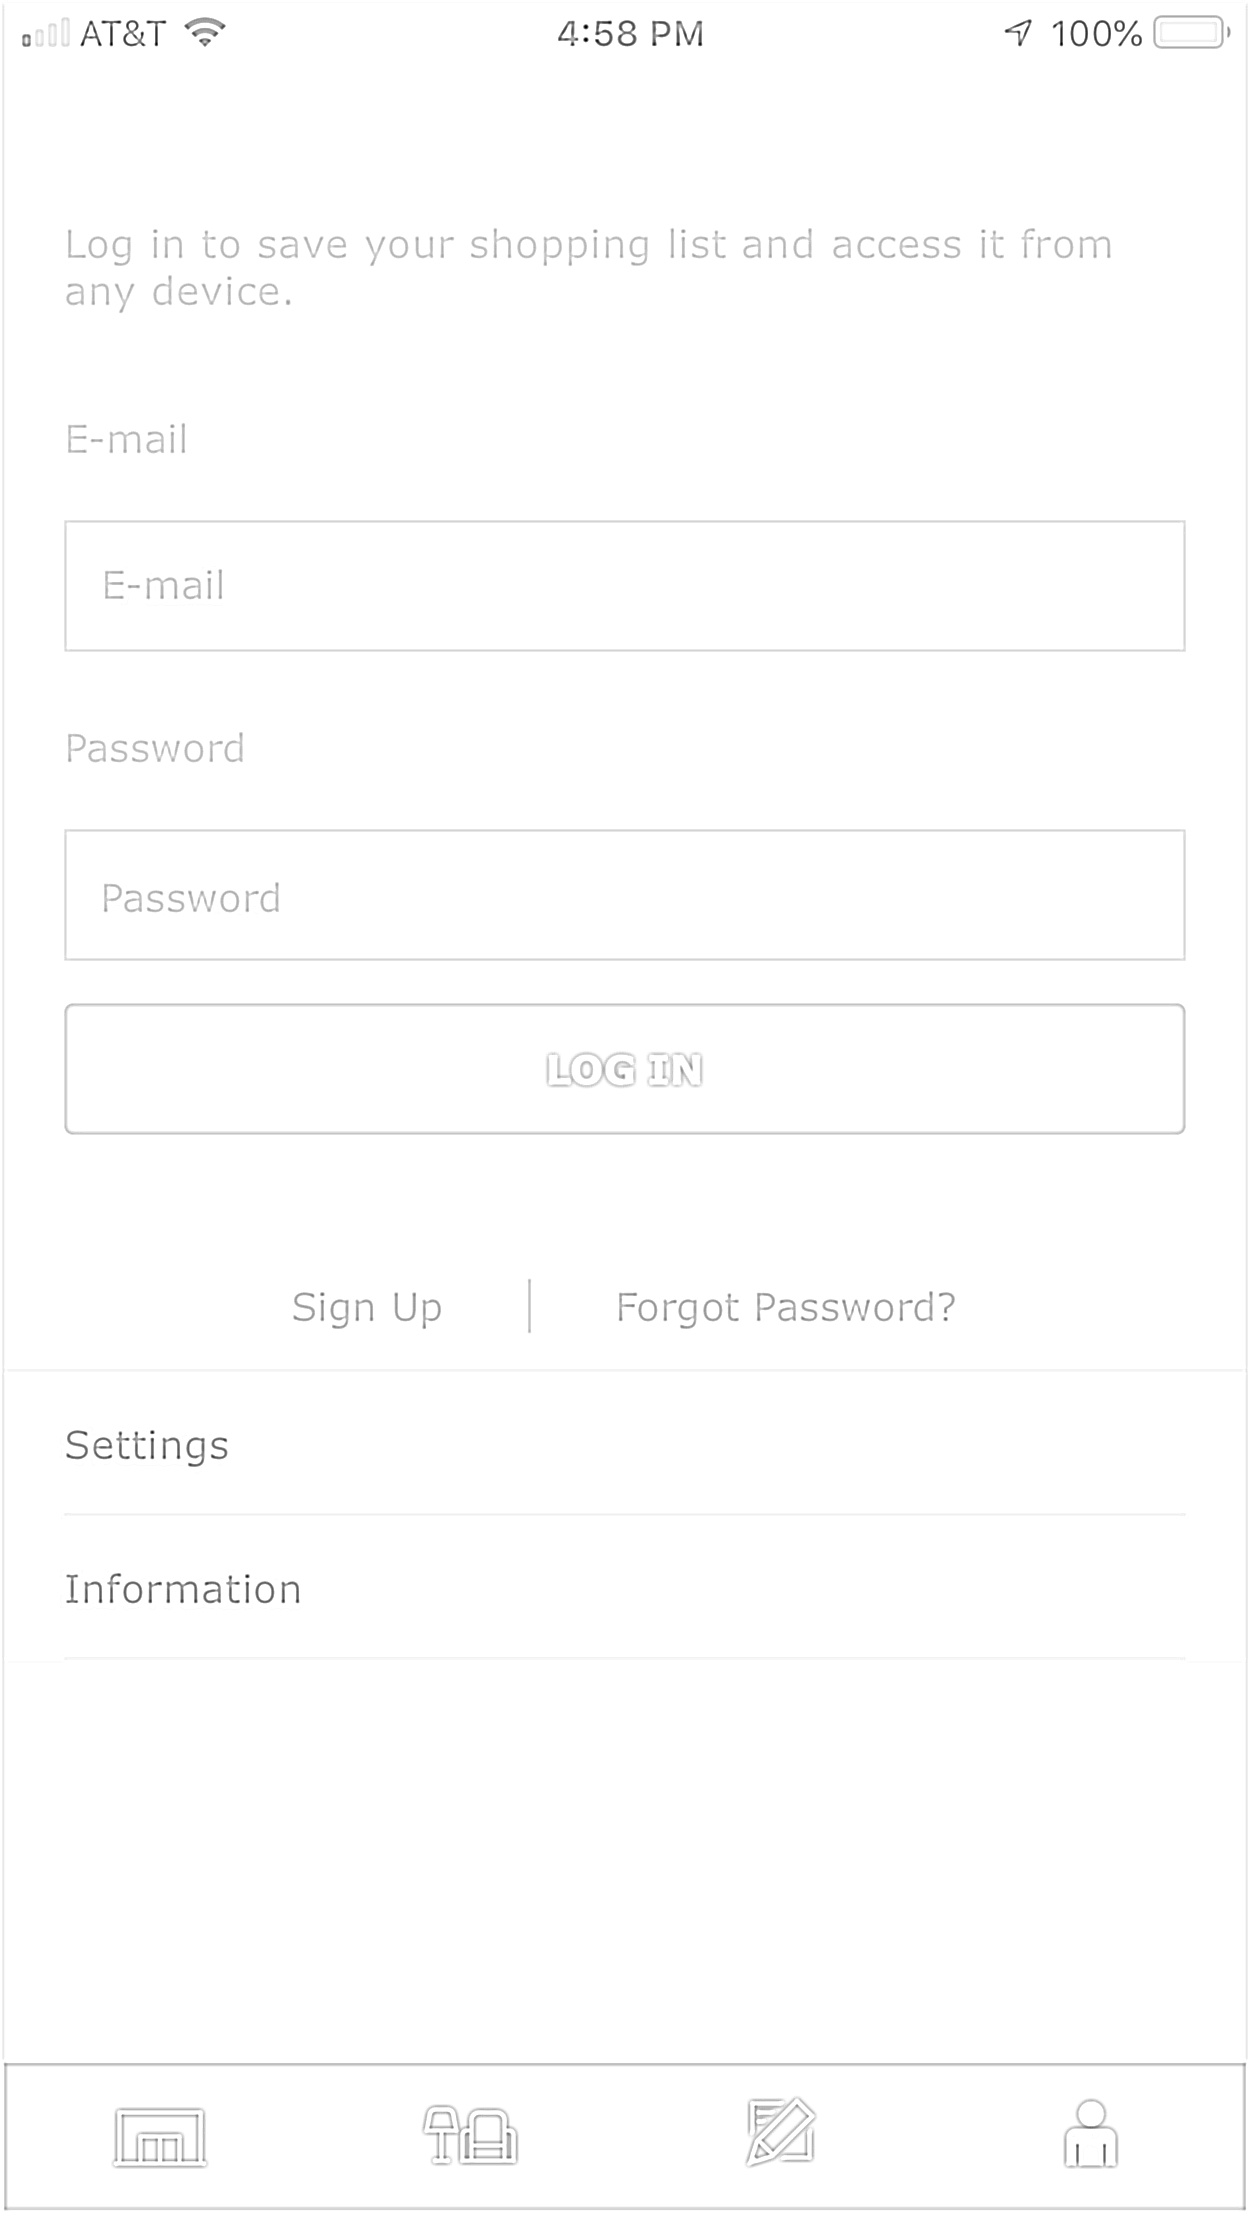 AT&T 4:58 PM 100%
Log in to save your shopping list and access it from
any device.
E-mail
E-mail
Password
Password
LOG IN
Sign Up | Forgot Password?
Settings
Information